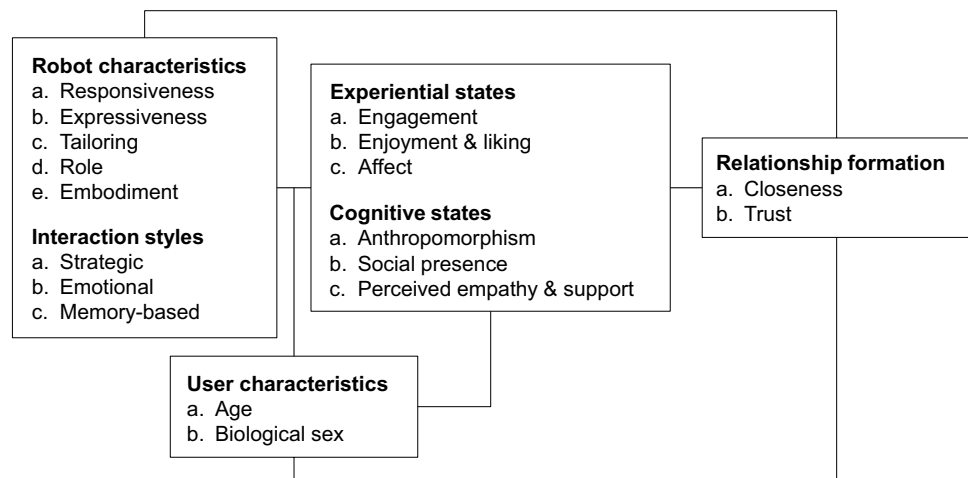 Robot characteristics
a. Responsiveness
b. Expressiveness
c. Tailoring
d. Role
e. Embodiment
Interaction styles
a. Strategic
b. Emotional
c. Memory-based
Experiential states
a. Engagement
b. Enjoyment & liking
c. Affect
Cognitive states
a. Anthropomorphism
b. Social presence
c. Perceived empathy & support
Relationship formation
a. Closeness
b. Trust
User characteristics
a. Age
b. Biological sex